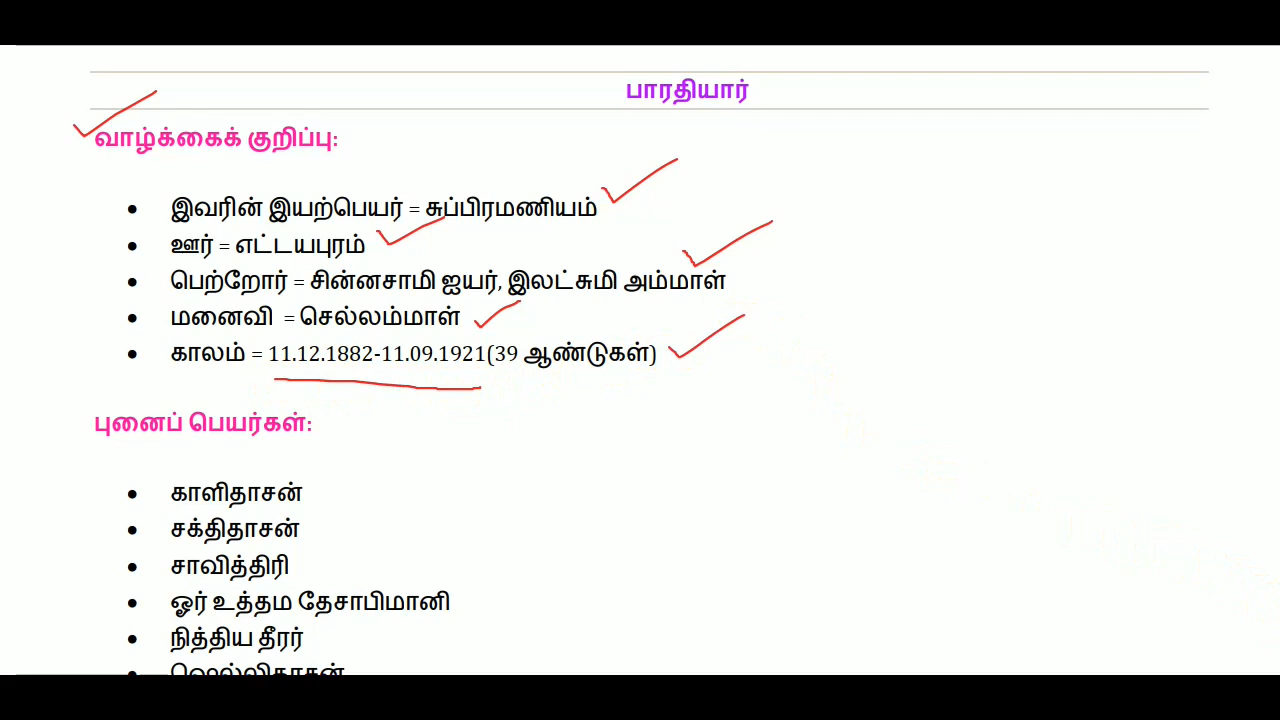 பாரதியார்
வாழ்க்கைக் குறிப்பு:
• இவரின் இயற்பெயர் = சுப்பிரமணியம்
• ஊர் = எட்டயபுரம்
• பெற்றோர் = சின்னசாமி ஐயர், இலட்சுமி அம்மாள்
• மனைவி = செல்லம்மாள்
• காலம் = 11.12.1882-11.09.1921(39 ஆண்டுகள்)
புனைப் பெயர்கள்:
• காளிதாசன்
• சக்திதாசன்
• சாவித்திரி
• ஓர் உத்தம தேசாபிமானி
• நித்திய தீரர்
• ஷெல்லிதாசன்